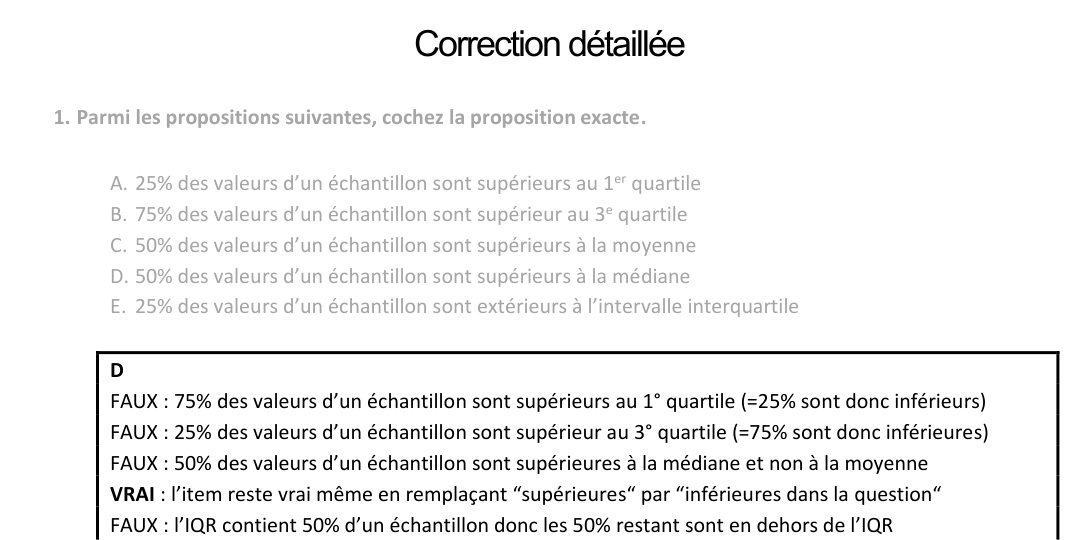 Correction détaillée
1. Parmi les propositions suivantes, cochez la proposition exacte.
A. 25% des valeurs d’un échantillon sont supérieurs au 1er quartile
B. 75% des valeurs d’un échantillon sont supérieur au 3e quartile
C. 50% des valeurs d’un échantillon sont supérieurs à la moyenne
D. 50% des valeurs d’un échantillon sont supérieurs à la médiane
E. 25% des valeurs d’un échantillon sont extérieurs à l’intervalle interquartile
D
FAUX : 75% des valeurs d’un échantillon sont supérieurs au 1° quartile (=25% sont donc inférieurs)
FAUX : 25% des valeurs d’un échantillon sont supérieur au 3° quartile (=75% sont donc inférieures)
FAUX : 50% des valeurs d’un échantillon sont supérieures à la médiane et non à la moyenne
VRAI : l’item reste vrai même en remplaçant “supérieures“ par “inférieures dans la question“
FAUX : l’IQR contient 50% d’un échantillon donc les 50% restant sont en dehors de l’IQR